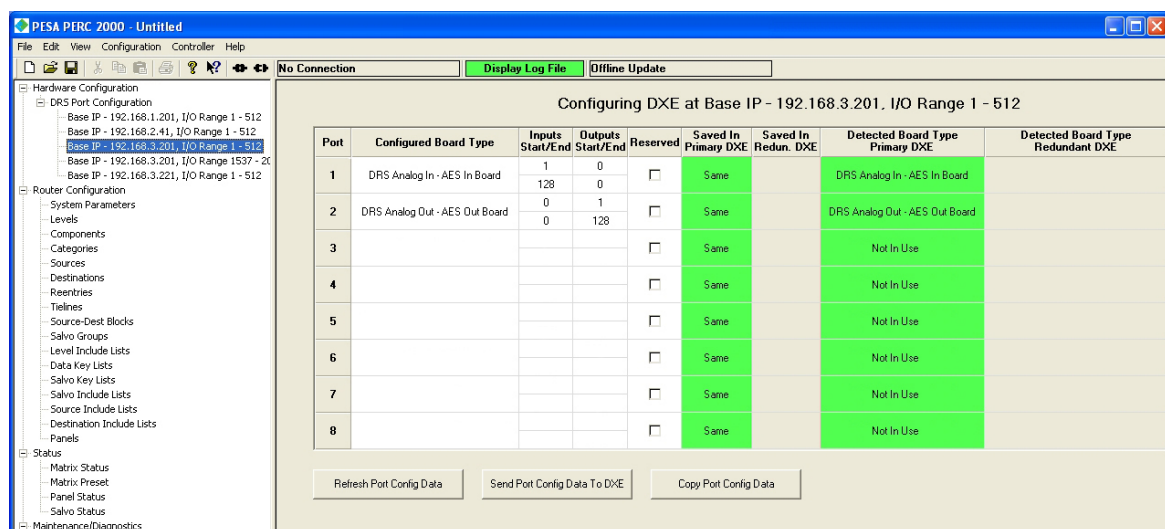 PESA PERC 2000 - Untitled
File Edit View Configuration Controller Help
No Connection Display Log File Offline Update
Hardware Configuration
DRS Port Configuration
Base IP - 192.168.1.201, I/O Range 1 - 512
Base IP - 192.168.2.41, I/O Range 1 - 512
Base IP - 192.168.3.201, I/O Range 1 - 512
Base IP - 192.168.3.201, I/O Range 1537 - 20
Base IP - 192.168.3.221, I/O Range 1 - 512
Router Configuration
System Parameters
Levels
Components
Categories
Sources
Destinations
Reentries
Tielines
Source-Dest Blocks
Salvo Groups
Level Include Lists
Data Key Lists
Salvo Key Lists
Salvo Include Lists
Source Include Lists
Destination Include Lists
Panels
Status
Matrix Status
Matrix Preset
Panel Status
Salvo Status
Maintenance/Diagnostics
Configuring DXE at Base IP - 192.168.3.201, I/O Range 1 - 512
Port Configured Board Type Inputs Start/End Outputs Start/End Reserved Saved In Primary DXE Saved In Redun. DXE Detected Board Type Primary DXE Detected Board Type Redundant DXE
1 DRS Analog In - AES In Board 1 128 0 0 Same DRS Analog In - AES In Board
2 DRS Analog Out - AES Out Board 0 0 1 128 Same DRS Analog Out - AES Out Board
3 Same Not In Use
4 Same Not In Use
5 Same Not In Use
6 Same Not In Use
7 Same Not In Use
8 Same Not In Use
Refresh Port Config Data Send Port Config Data To DXE Copy Port Config Data